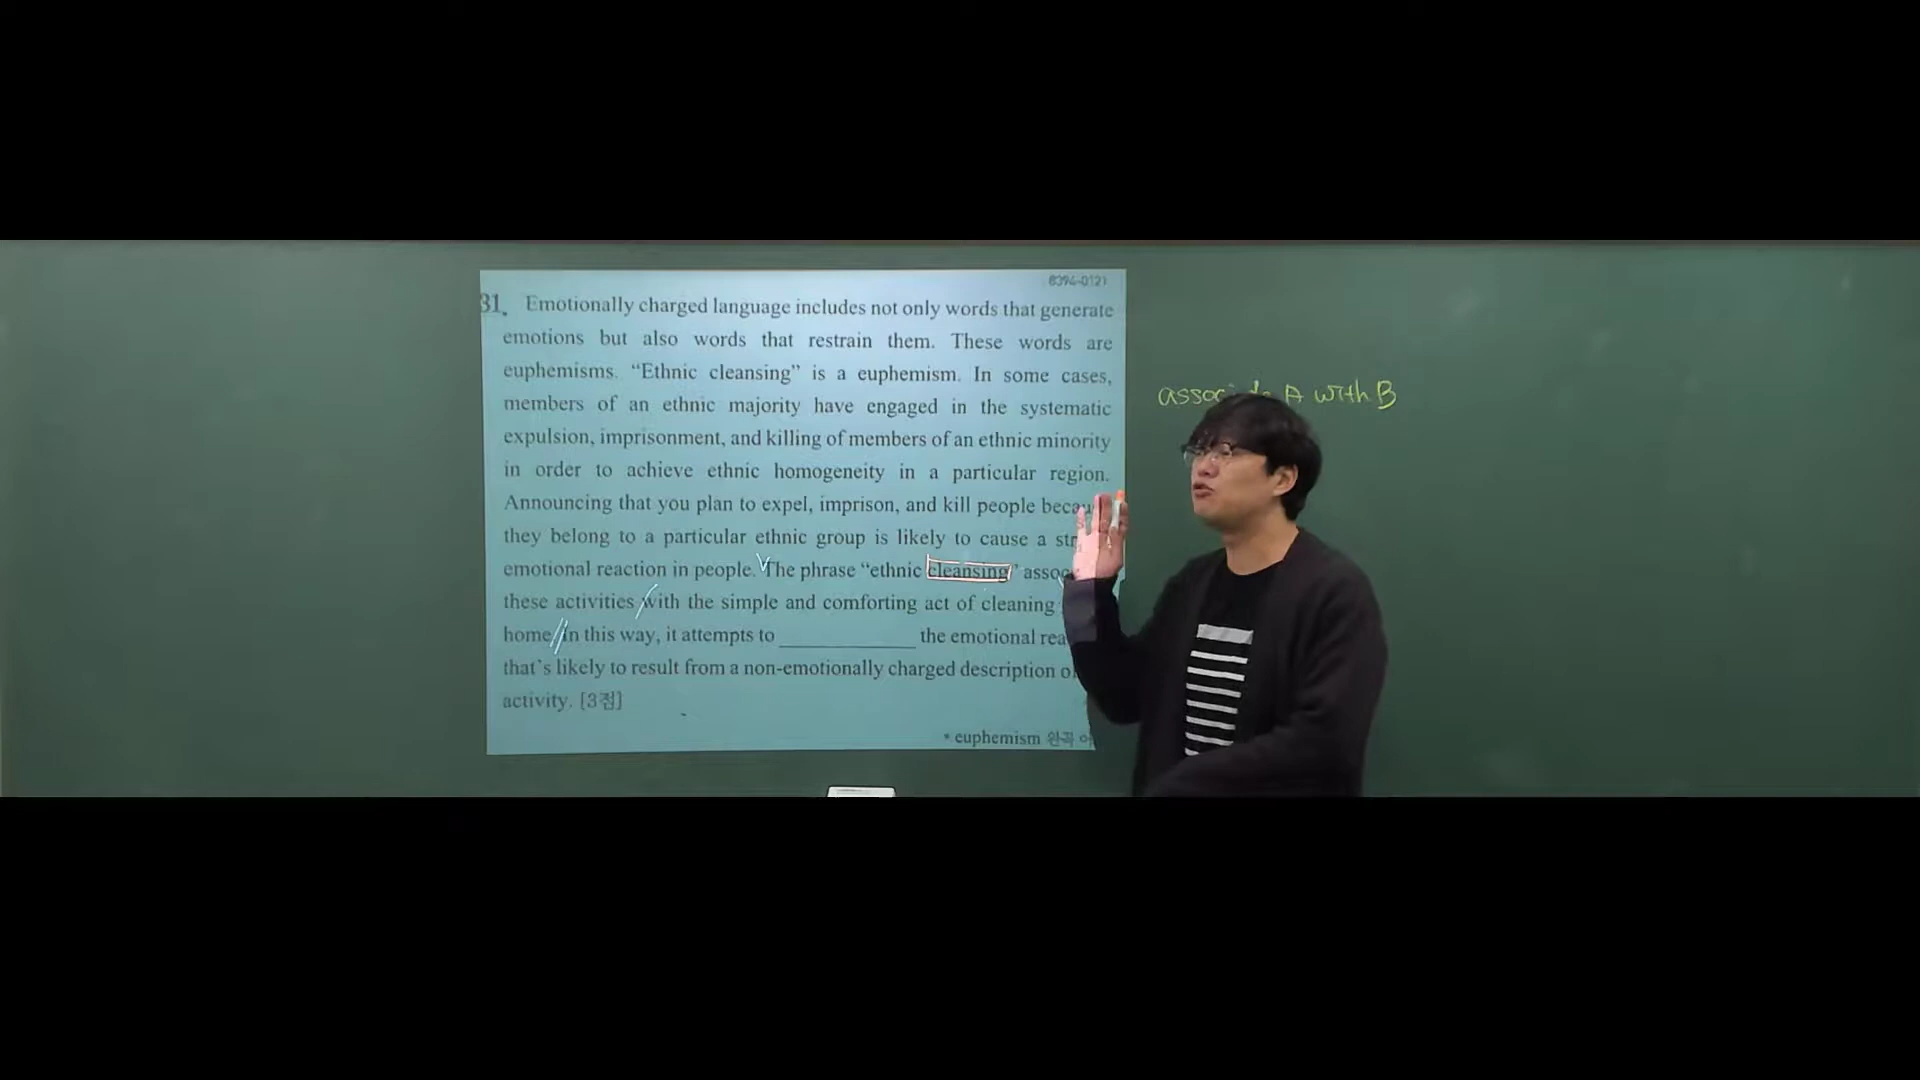 8394-0121
31. Emotionally charged language includes not only words that generate
emotions but also words that restrain them. These words are
euphemisms. “Ethnic cleansing” is a euphemism. In some cases,
members of an ethnic majority have engaged in the systematic
expulsion, imprisonment, and killing of members of an ethnic minority
in order to achieve ethnic homogeneity in a particular region.
Announcing that you plan to expel, imprison, and kill people becau
they belong to a particular ethnic group is likely to cause a str
emotional reaction in people. The phrase “ethnic cleansing” assoc
these activities with the simple and comforting act of cleaning
home. In this way, it attempts to ____________ the emotional rea
that’s likely to result from a non-emotionally charged description o
activity. [3점]
* euphemism 완곡 어
A with B